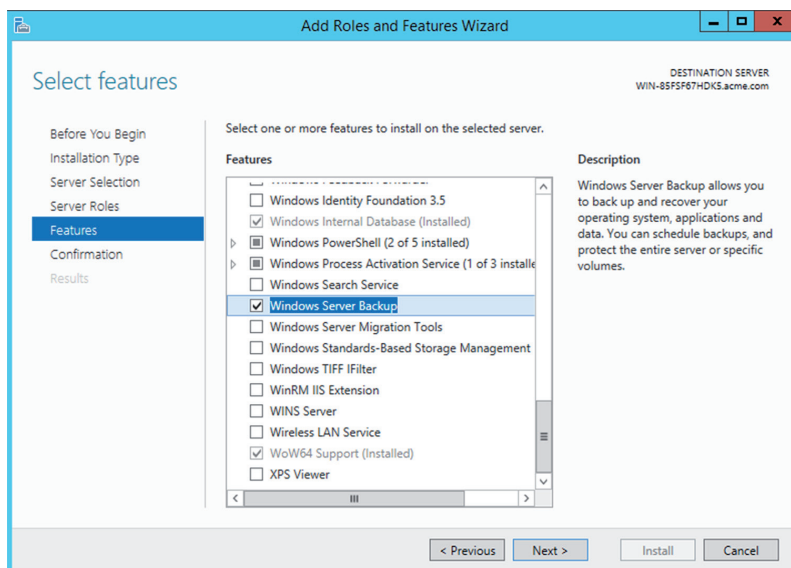 Add Roles and Features Wizard
Select features
DESTINATION SERVER
WIN-85FSF67HDK5.acme.com
Before You Begin
Installation Type
Server Selection
Server Roles
Features
Confirmation
Results
Select one or more features to install on the selected server.
Features
Windows Identity Foundation 3.5
Windows Internal Database (Installed)
Windows PowerShell (2 of 5 installed)
Windows Process Activation Service (1 of 3 installe
Windows Search Service
Windows Server Backup
Windows Server Migration Tools
Windows Standards-Based Storage Management
Windows TIFF IFilter
WinRM IIS Extension
WINS Server
Wireless LAN Service
WoW64 Support (Installed)
XPS Viewer
Description
Windows Server Backup allows you
to back up and recover your
operating system, applications and
data. You can schedule backups, and
protect the entire server or specific
volumes.
< Previous
Next >
Install
Cancel